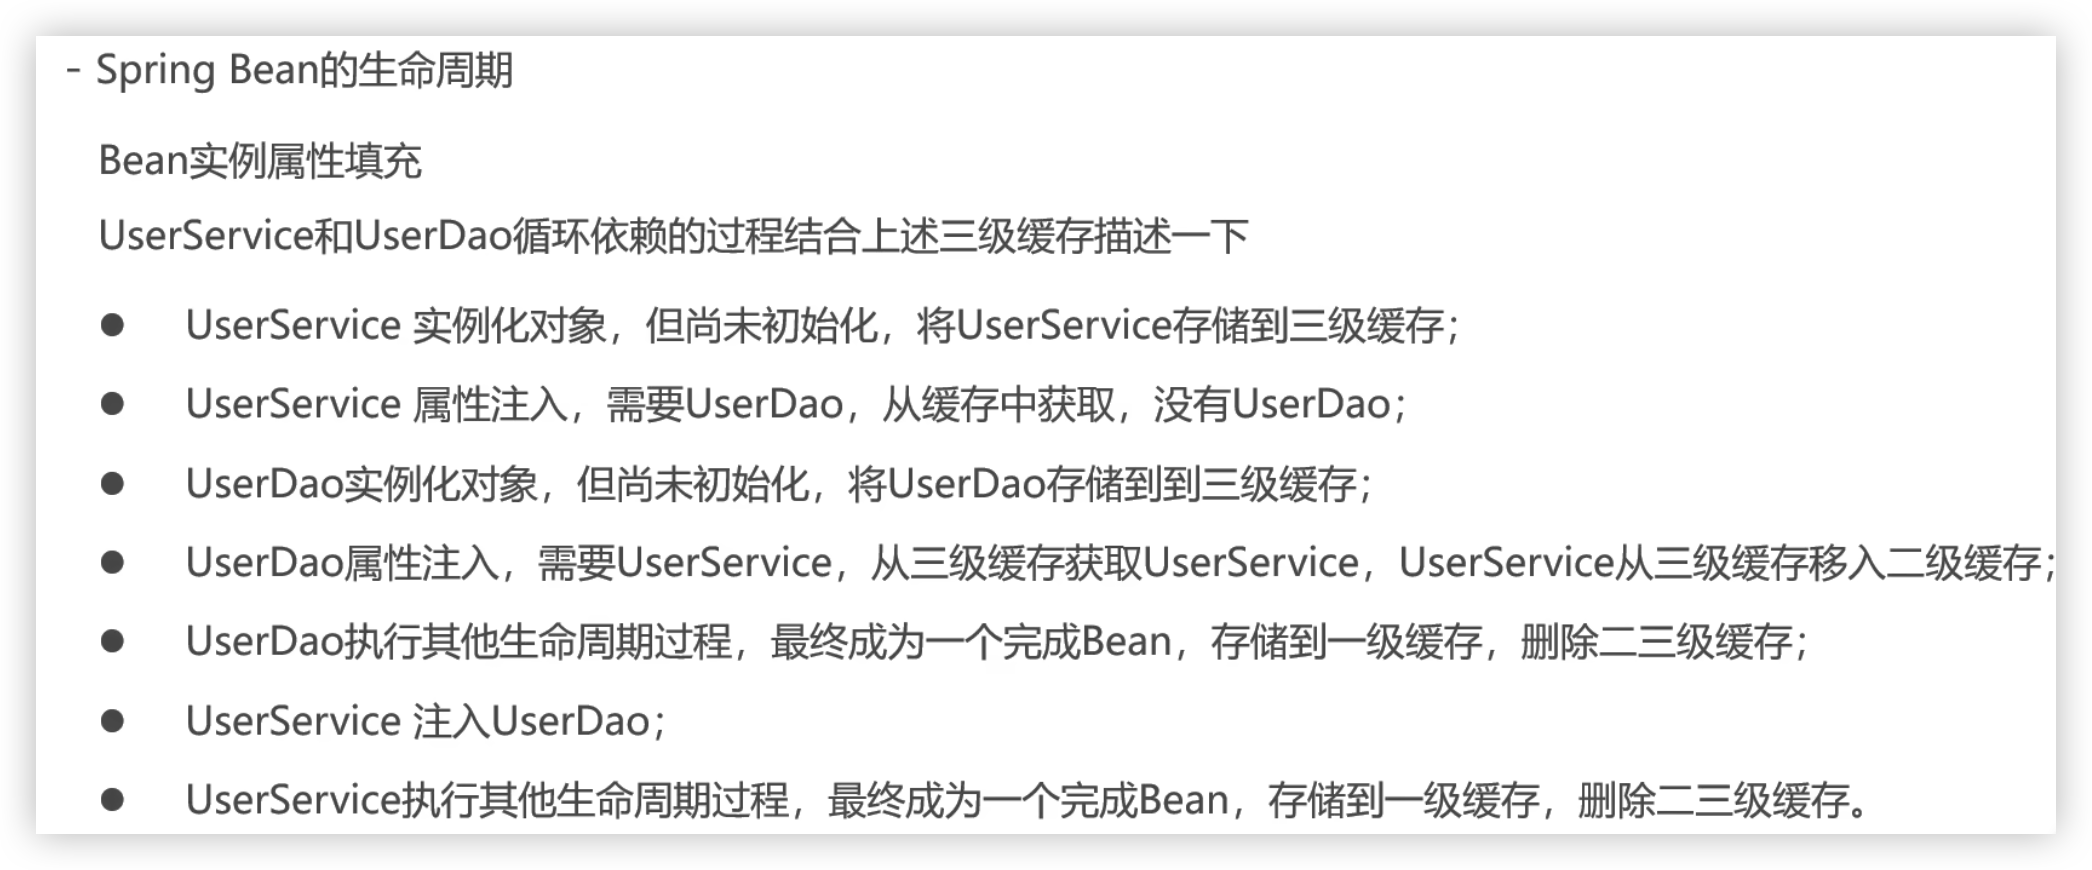 - Spring Bean的生命周期
Bean实例属性填充
UserService和UserDao循环依赖的过程结合上述三级缓存描述一下
● UserService 实例化对象，但尚未初始化，将UserService存储到三级缓存；
● UserService 属性注入，需要UserDao，从缓存中获取，没有UserDao；
● UserDao实例化对象，但尚未初始化，将UserDao存储到到三级缓存；
● UserDao属性注入，需要UserService，从三级缓存获取UserService，UserService从三级缓存移入二级缓存；
● UserDao执行其他生命周期过程，最终成为一个完成Bean，存储到一级缓存，删除二三级缓存；
● UserService 注入UserDao；
● UserService执行其他生命周期过程，最终成为一个完成Bean，存储到一级缓存，删除二三级缓存。